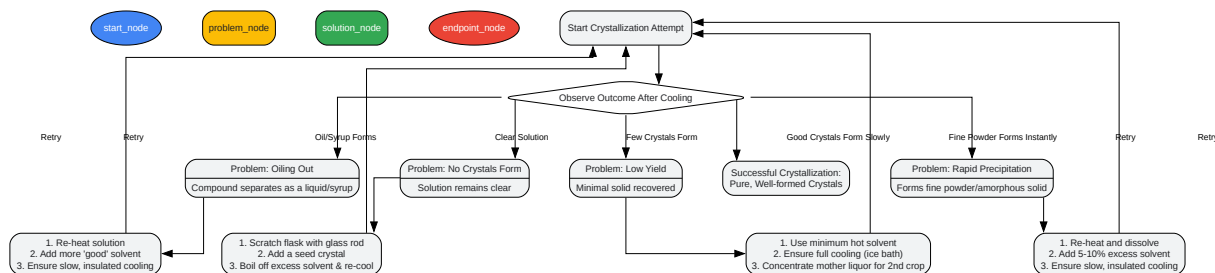 start_node
problem_node
solution_node
endpoint_node
Start Crystallization Attempt
Observe Outcome After Cooling
Retry
Retry
Oil/Syrup Forms
Clear Solution
Few Crystals Form
Good Crystals Form Slowly
Fine Powder Forms Instantly
Retry
Retry
Problem: Oiling Out
Compound separates as a liquid/syrup
Problem: No Crystals Form
Solution remains clear
Problem: Low Yield
Minimal solid recovered
Successful Crystallization:
Pure, Well-formed Crystals
Problem: Rapid Precipitation
Forms fine powder/amorphous solid
1. Re-heat solution
2. Add more 'good' solvent
3. Ensure slow, insulated cooling
1. Scratch flask with glass rod
2. Add a seed crystal
3. Boil off excess solvent & re-cool
1. Use minimum hot solvent
2. Ensure full cooling (ice bath)
3. Concentrate mother liquor for 2nd crop
1. Re-heat and dissolve
2. Add 5-10% excess solvent
3. Ensure slow, insulated cooling